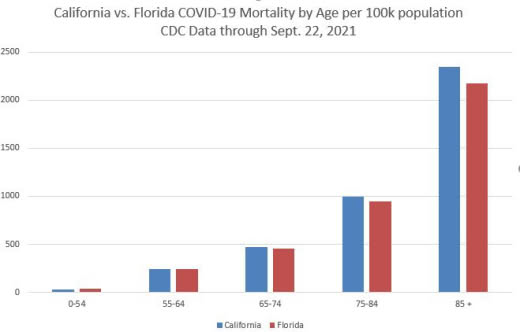 California vs. Florida COVID-19 Mortality by Age per 100k population
CDC Data through Sept. 22, 2021
2500
2000
1500
1000
500
0
0-54 55-64 65-74 75-84 85 +
California Florida